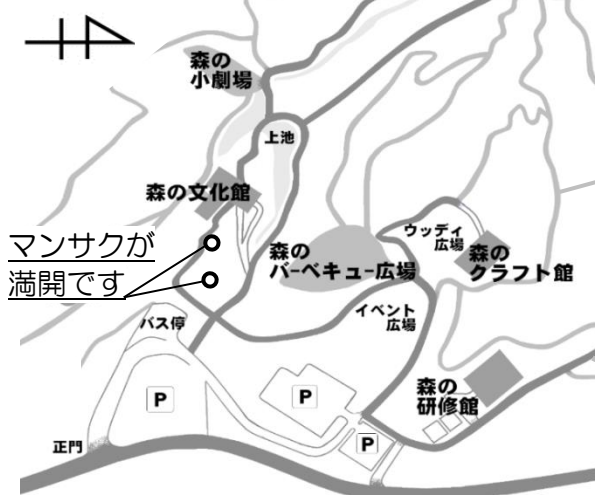 森の
小劇場
上池
森の文化館
マンサクが
満開です
ウッディ
広場
森の
クラフト館
森の
バーベキュー広場
イベント
広場
バス停
森の
研修館
P
P
P
正門